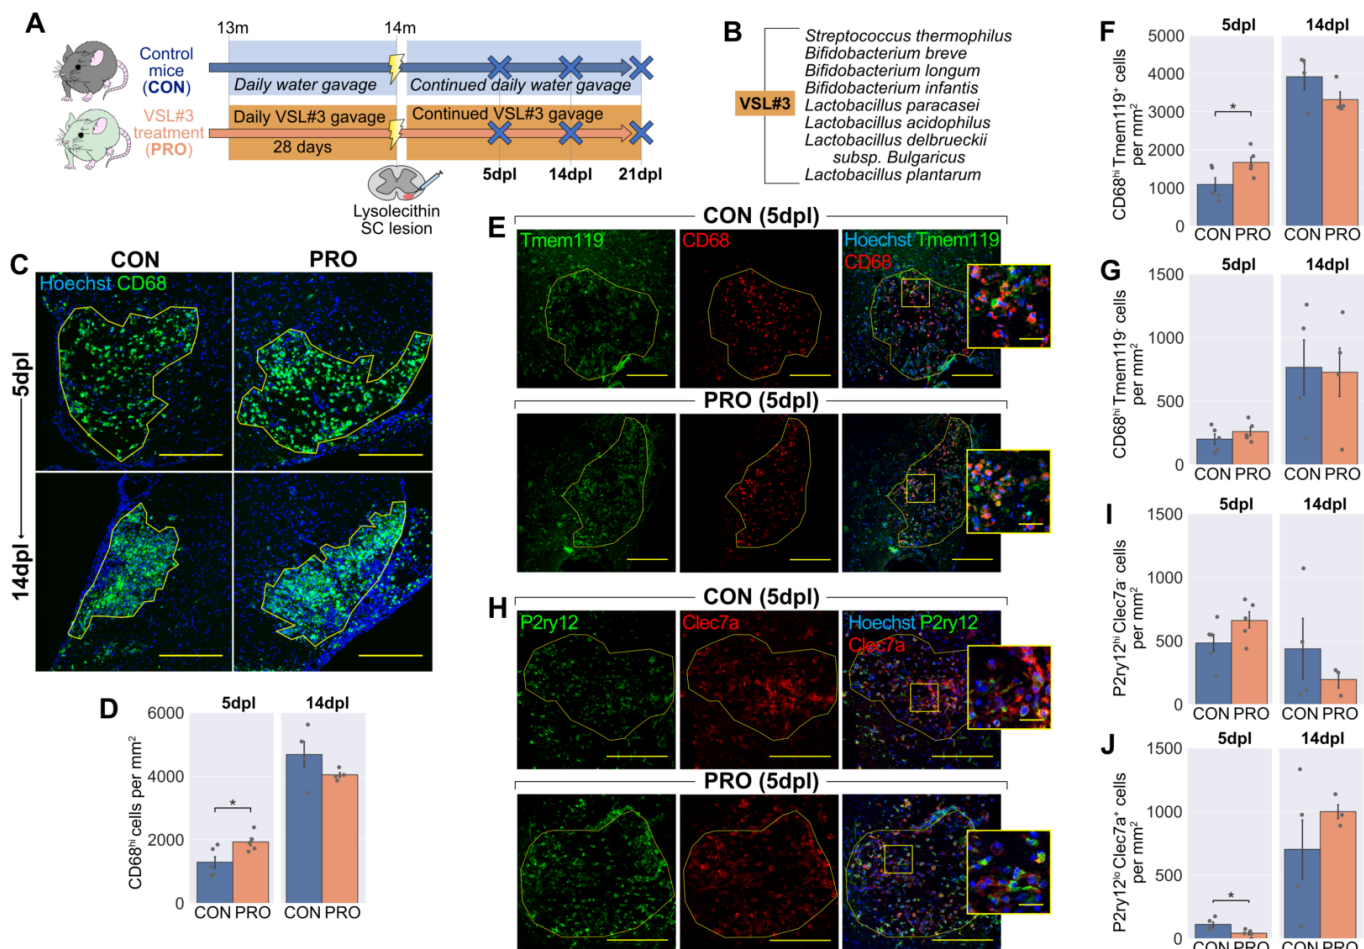 A
13m
14m
Control
mice
(CON)
Daily water gavage
Continued daily water gavage
VSL#3
treatment
(PRO)
Daily VSL#3 gavage
Continued VSL#3 gavage
28 days
5dpl
14dpl
21dpl
Lysolecithin
SC lesion
B
VSL#3
Streptococcus thermophilus
Bifidobacterium breve
Bifidobacterium longum
Bifidobacterium infantis
Lactobacillus paracasei
Lactobacillus acidophilus
Lactobacillus delbrueckii
subsp. Bulgaricus
Lactobacillus plantarum
C
CON
PRO
Hoechst CD68
5dpl
14dpl
D
5dpl
14dpl
CD68hi cells per mm2
6000
4000
2000
0
*
CON PRO
CON PRO
E
CON (5dpl)
Tmem119
CD68
Hoechst Tmem119
CD68
PRO (5dpl)
H
CON (5dpl)
P2ry12
Clec7a
Hoechst P2ry12
Clec7a
PRO (5dpl)
F
5dpl
14dpl
CD68hi Tmem119+ cells
per mm2
5000
4000
3000
2000
1000
0
*
CON PRO
CON PRO
G
5dpl
14dpl
CD68hi Tmem119- cells
per mm2
1500
1000
500
0
CON PRO
CON PRO
I
5dpl
14dpl
P2ry12hi Clec7a- cells
per mm2
1500
1000
500
0
CON PRO
CON PRO
J
5dpl
14dpl
P2ry12lo Clec7a+ cells
per mm2
1500
1000
500
0
*
CON PRO
CON PRO